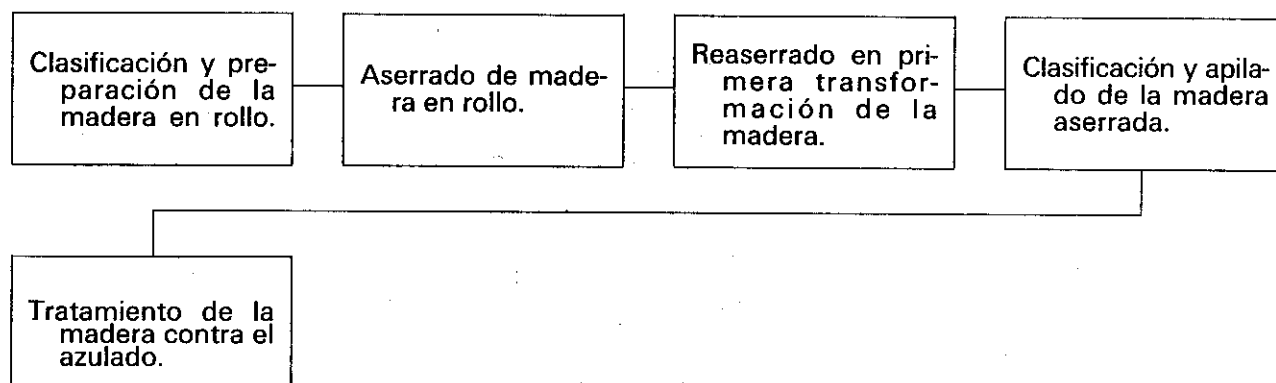 Clasificación y pre-
paración de la
madera en rollo.
Aserrado de made-
ra en rollo.
Reaserrado en pri-
mera transfor-
mación de la
madera.
Clasificación y apila-
do de la madera
aserrada.
Tratamiento de la
madera contra el
azulado.